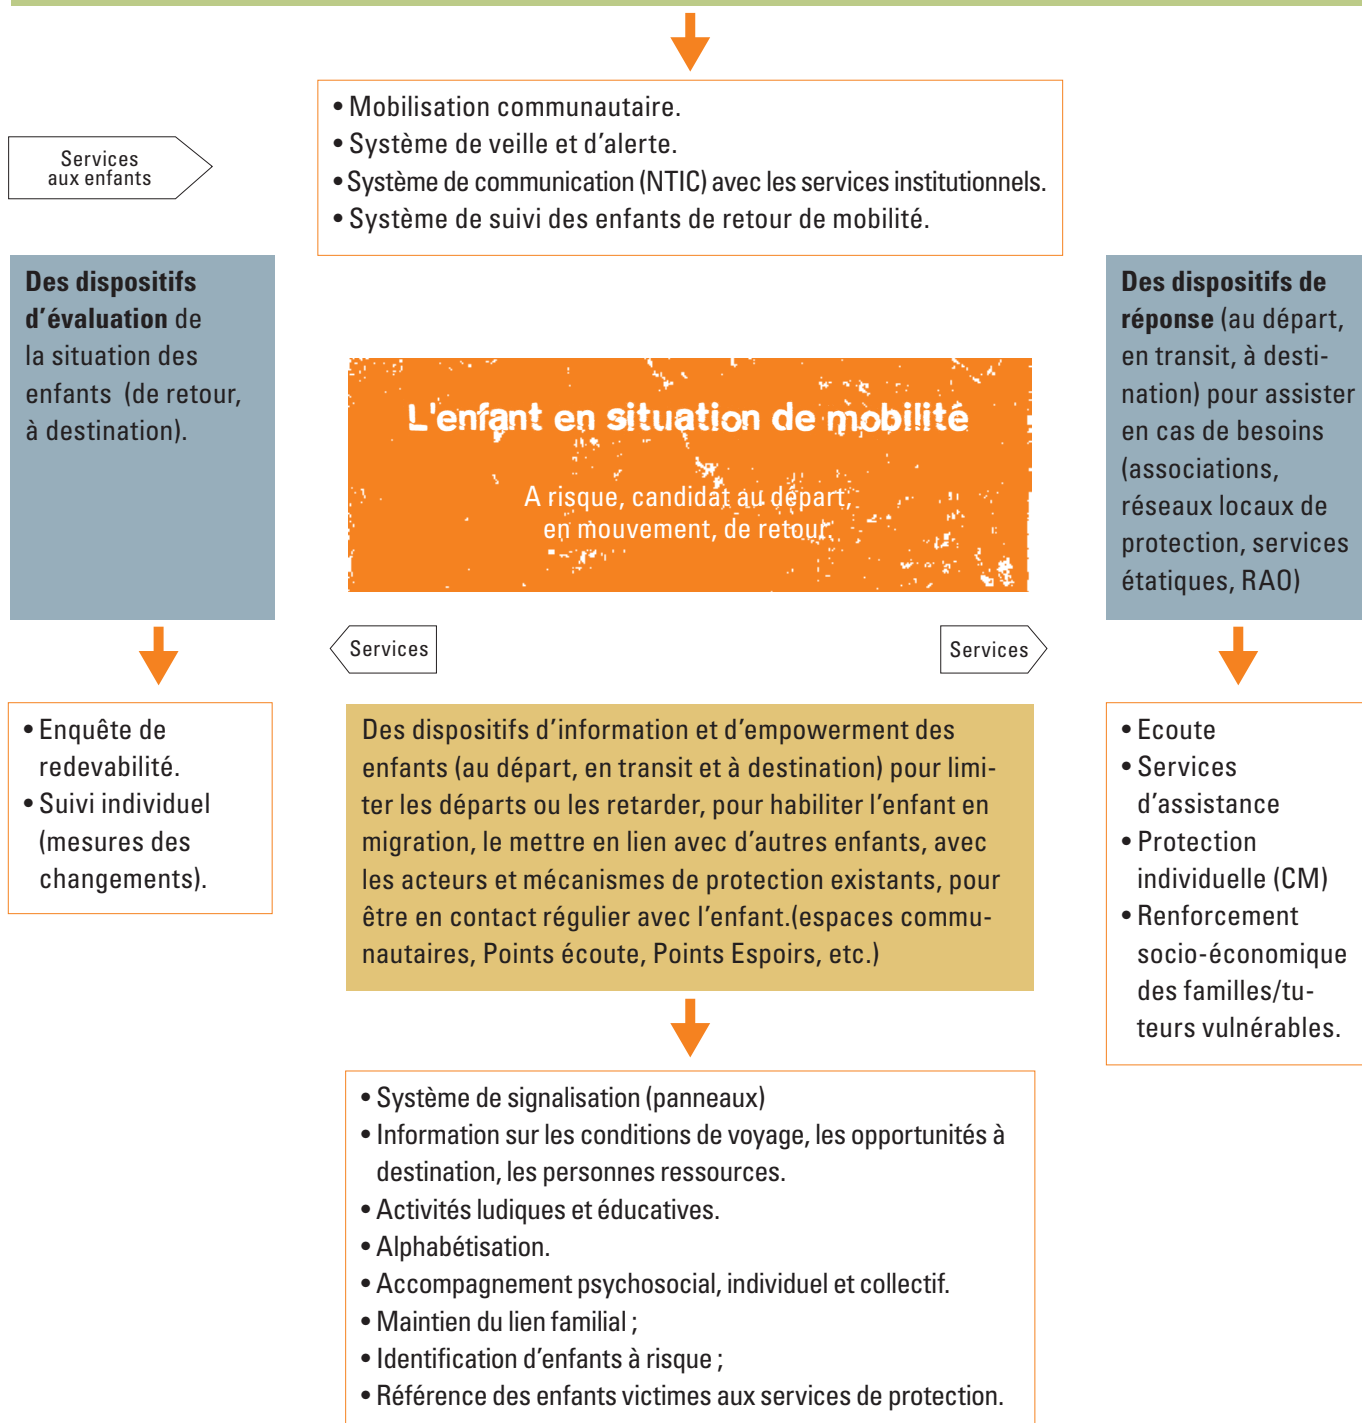 • Mobilisation communautaire.
• Système de veille et d’alerte.
• Système de communication (NTIC) avec les services institutionnels.
• Système de suivi des enfants de retour de mobilité.
Services
aux enfants
Des dispositifs
d’évaluation de
la situation des
enfants (de retour,
à destination).
L'enfant en situation de mobilité
A risque, candidat au départ,
en mouvement, de retour.
Des dispositifs de
réponse (au départ,
en transit, à desti-
nation) pour assister
en cas de besoins
(associations,
réseaux locaux de
protection, services
étatiques, RAO)
Services
Services
• Enquête de
redevabilité.
• Suivi individuel
(mesures des
changements).
Des dispositifs d’information et d’empowerment des
enfants (au départ, en transit et à destination) pour limi-
ter les départs ou les retarder, pour habiliter l’enfant en
migration, le mettre en lien avec d’autres enfants, avec
les acteurs et mécanismes de protection existants, pour
être en contact régulier avec l’enfant.(espaces commu-
nautaires, Points écoute, Points Espoirs, etc.)
• Ecoute
• Services
d’assistance
• Protection
individuelle (CM)
• Renforcement
socio-économique
des familles/tu-
teurs vulnérables.
• Système de signalisation (panneaux)
• Information sur les conditions de voyage, les opportunités à
destination, les personnes ressources.
• Activités ludiques et éducatives.
• Alphabétisation.
• Accompagnement psychosocial, individuel et collectif.
• Maintien du lien familial ;
• Identification d’enfants à risque ;
• Référence des enfants victimes aux services de protection.